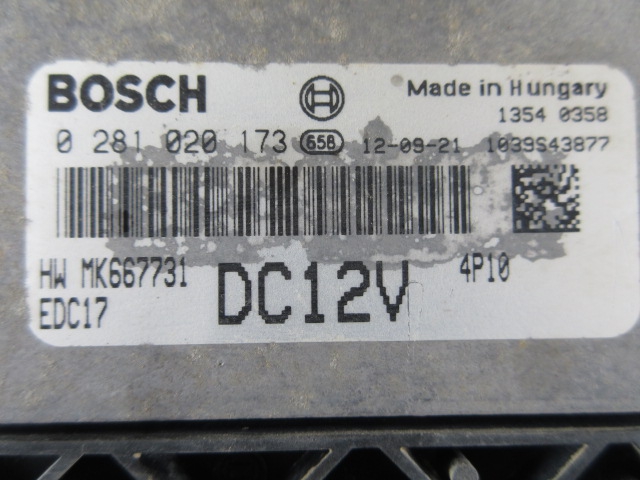 BOSCH
Made in Hungary
1354 0358
0 281 020 173 658 12-09-21 1039S43877
HW MK667731 DC12V 4P10
EDC17